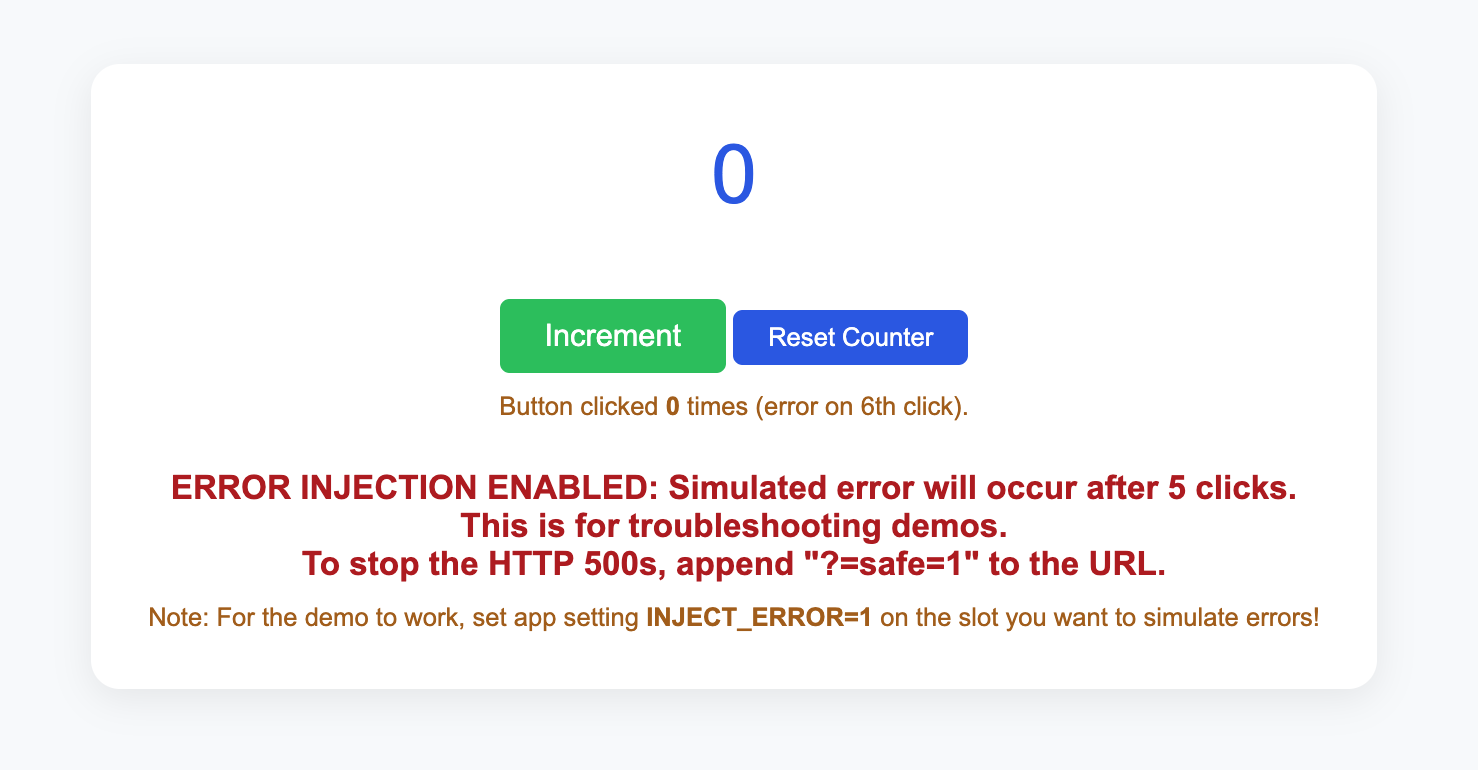 0
Increment
Reset Counter
Button clicked 0 times (error on 6th click).
ERROR INJECTION ENABLED: Simulated error will occur after 5 clicks.
This is for troubleshooting demos.
To stop the HTTP 500s, append "?=safe=1" to the URL.
Note: For the demo to work, set app setting INJECT_ERROR=1 on the slot you want to simulate errors!